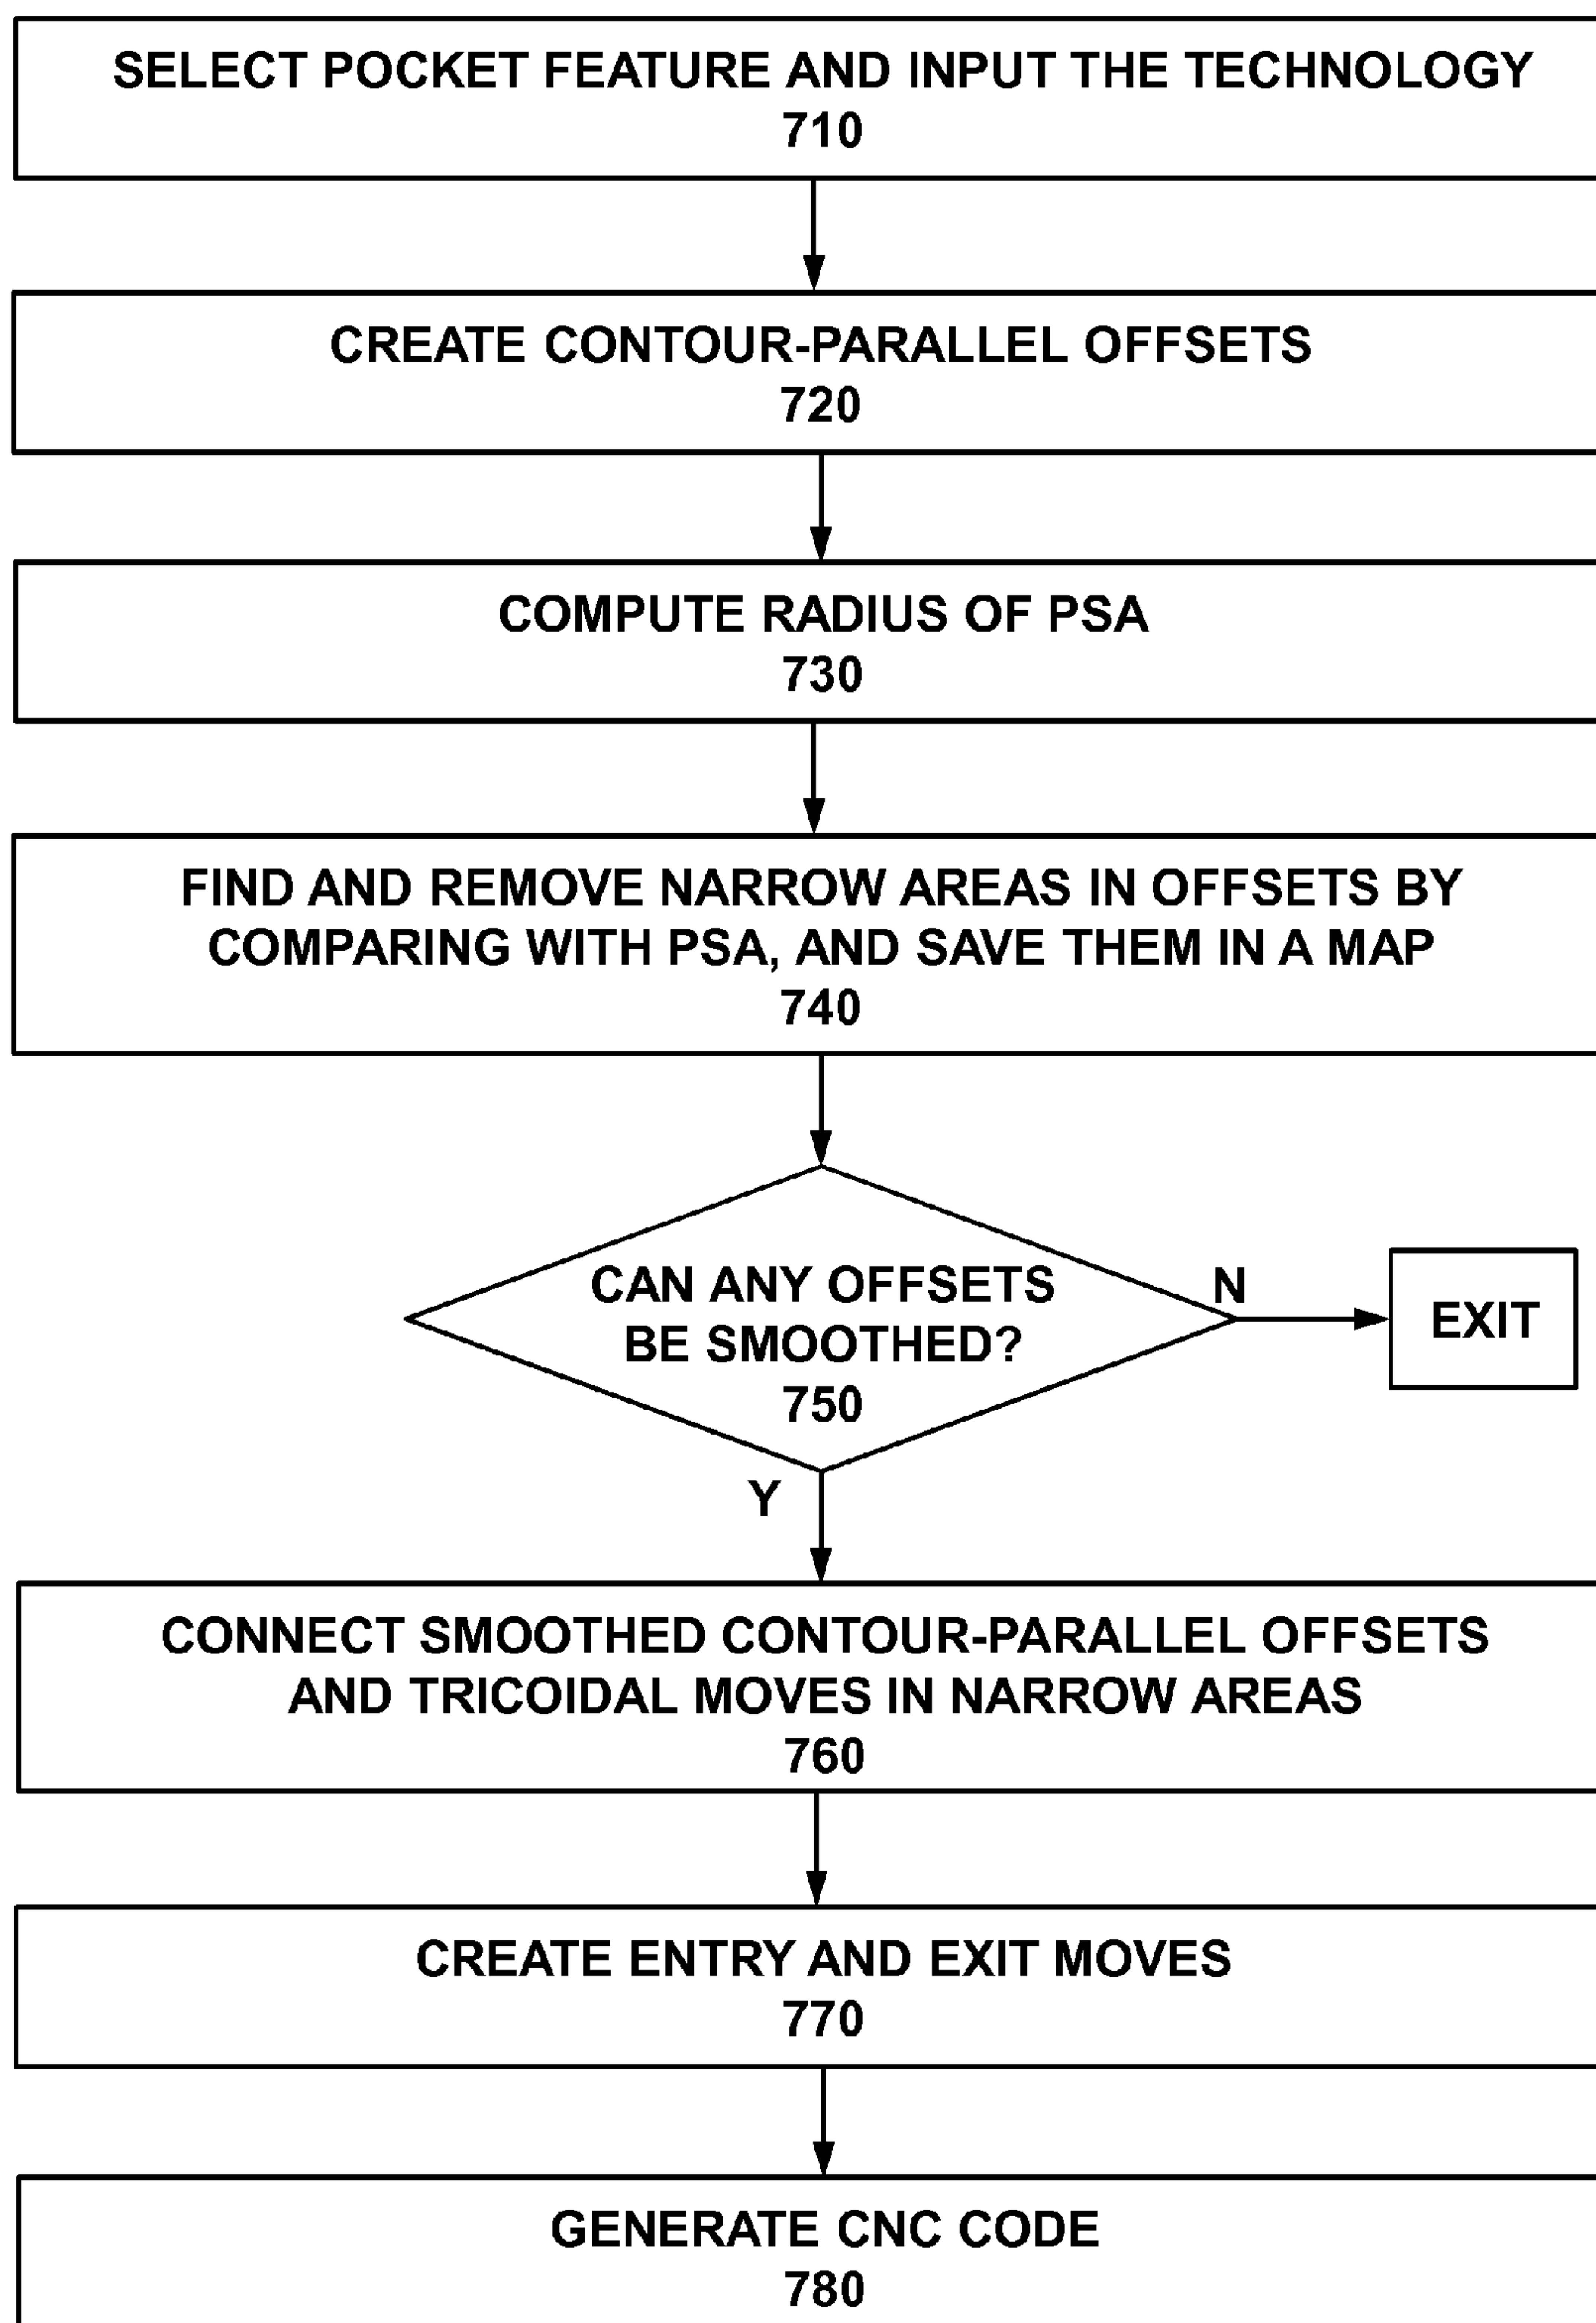 SELECT POCKET FEATURE AND INPUT THE TECHNOLOGY
710
CREATE CONTOUR-PARALLEL OFFSETS
720
COMPUTE RADIUS OF PSA
730
FIND AND REMOVE NARROW AREAS IN OFFSETS BY
COMPARING WITH PSA, AND SAVE THEM IN A MAP
740
CAN ANY OFFSETS
BE SMOOTHED?
750
N
EXIT
Y
CONNECT SMOOTHED CONTOUR-PARALLEL OFFSETS
AND TRICOIDAL MOVES IN NARROW AREAS
760
CREATE ENTRY AND EXIT MOVES
770
GENERATE CNC CODE
780